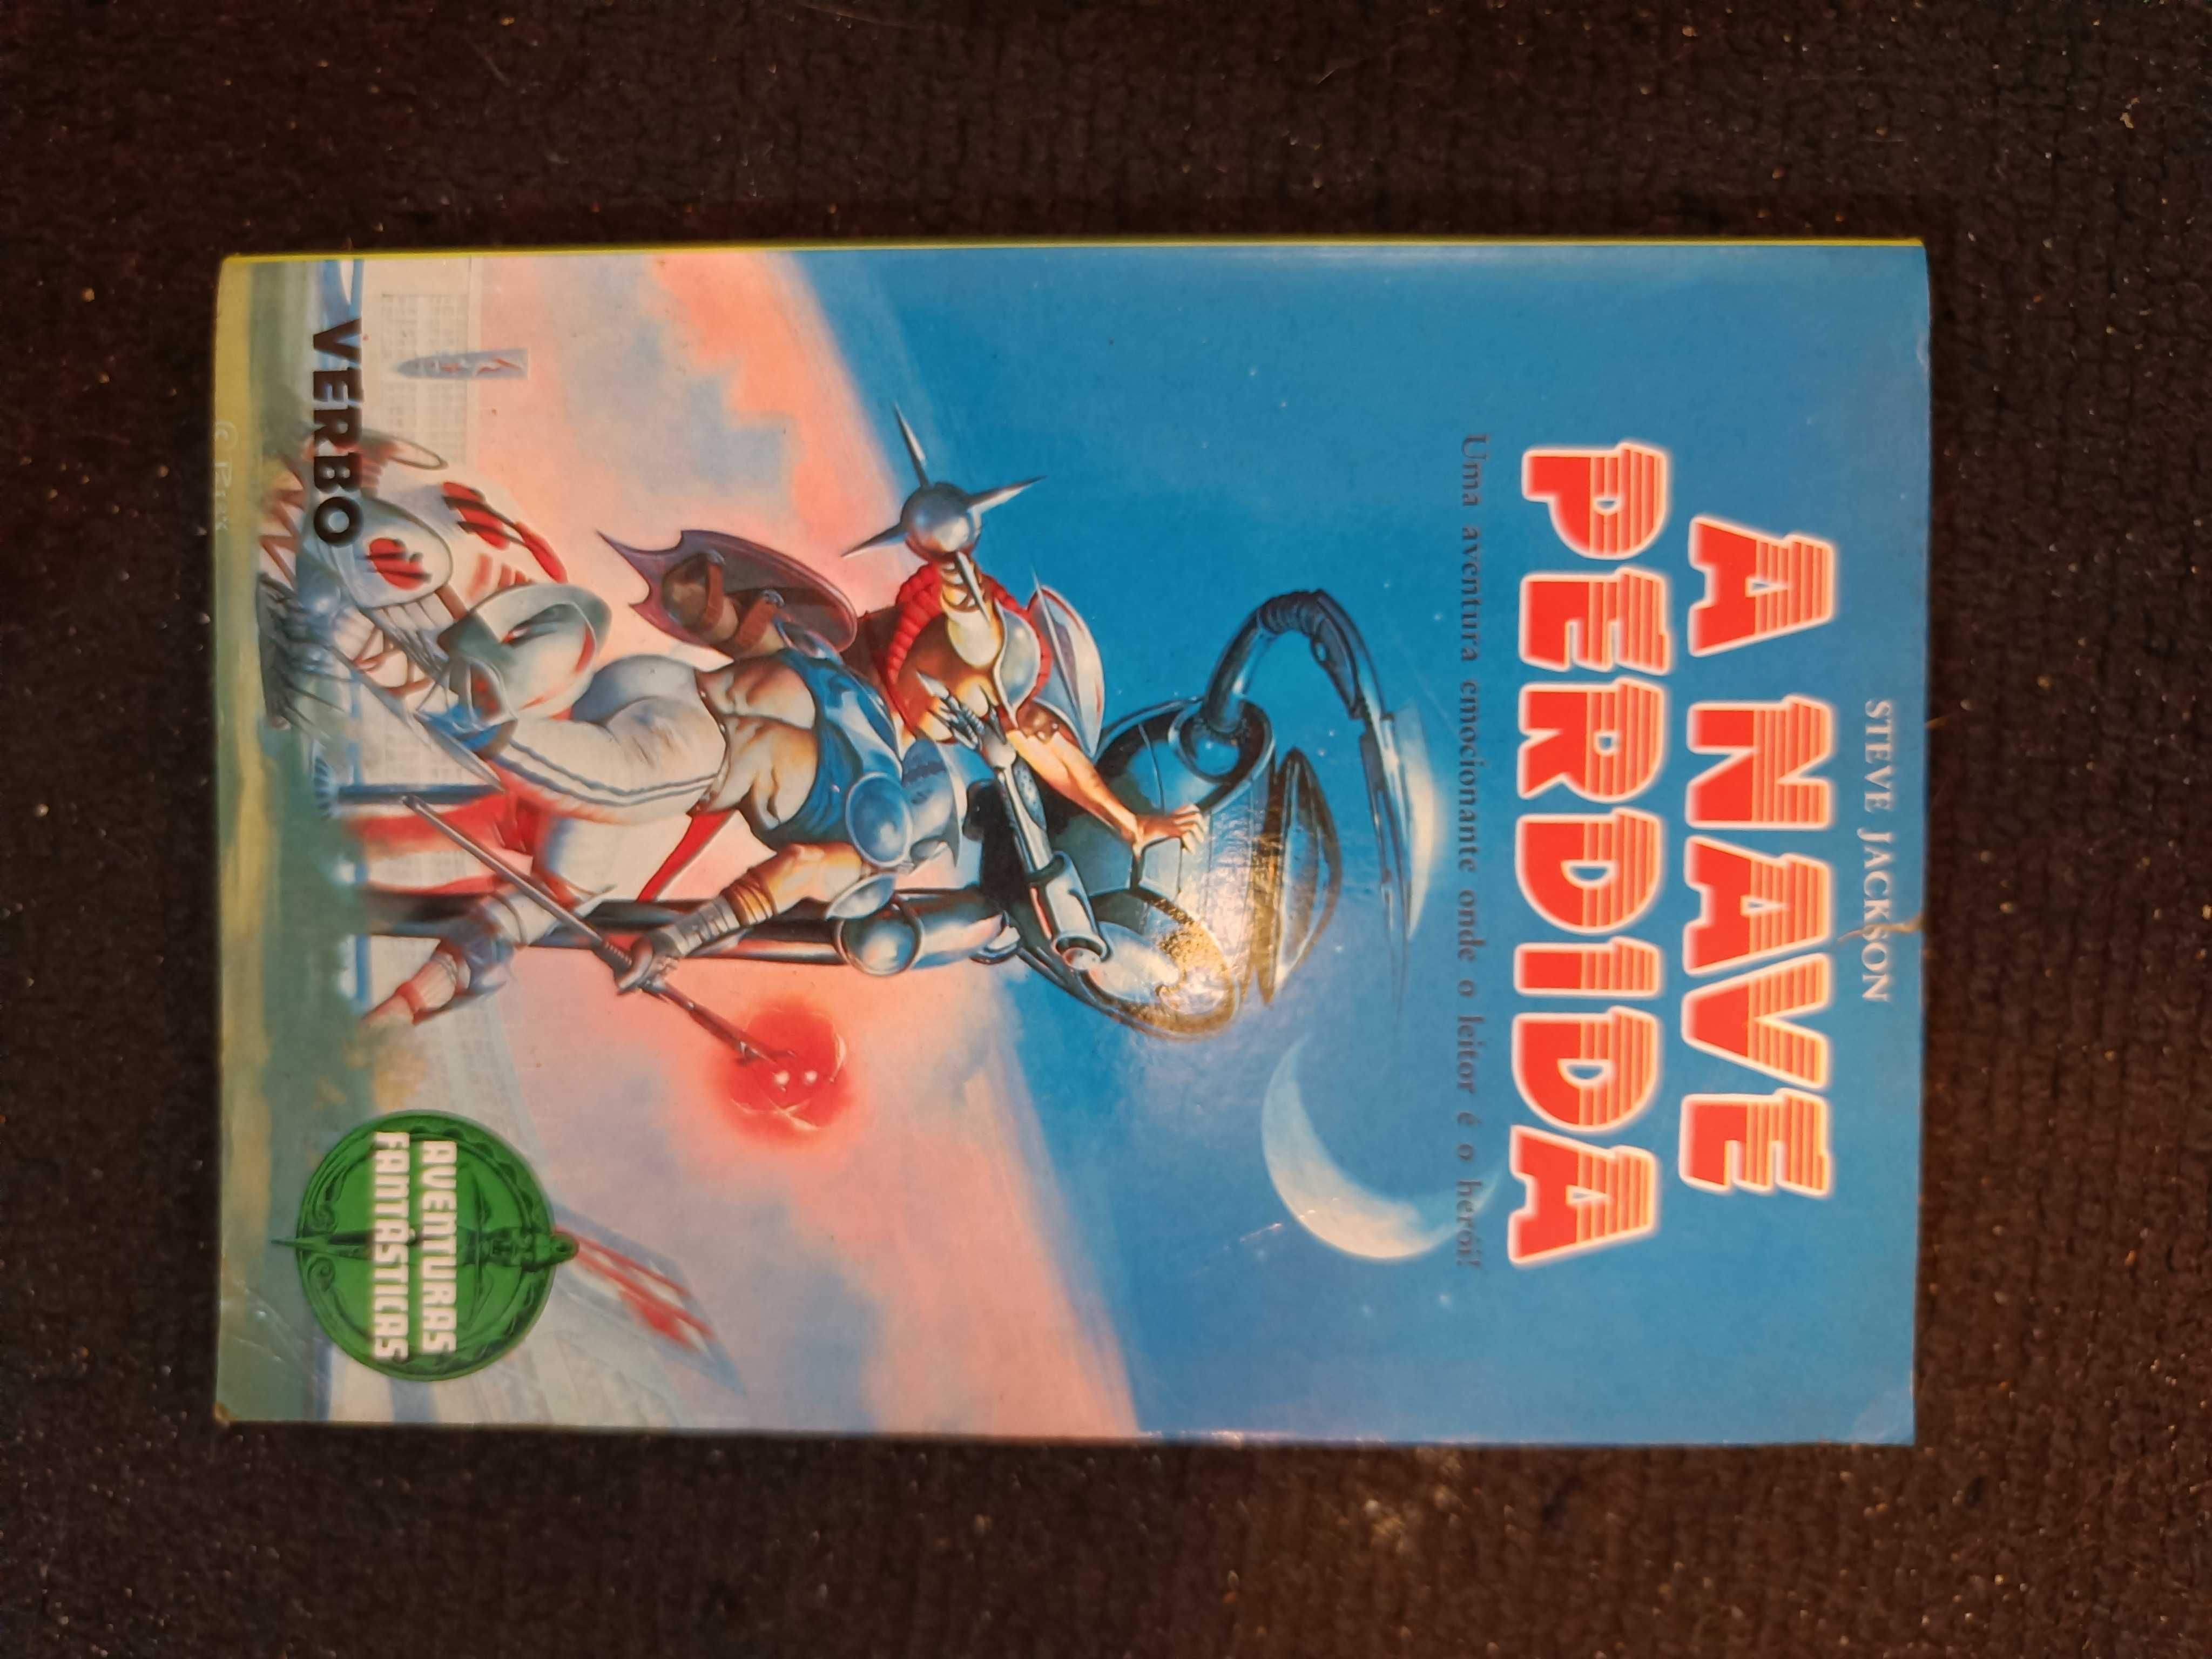 STEVE JACKSON
A NAVE
PERDIDA
Uma aventura emocionante onde o leitor é o herói!
VERBO
AVENTURAS
FANTÁSTICAS